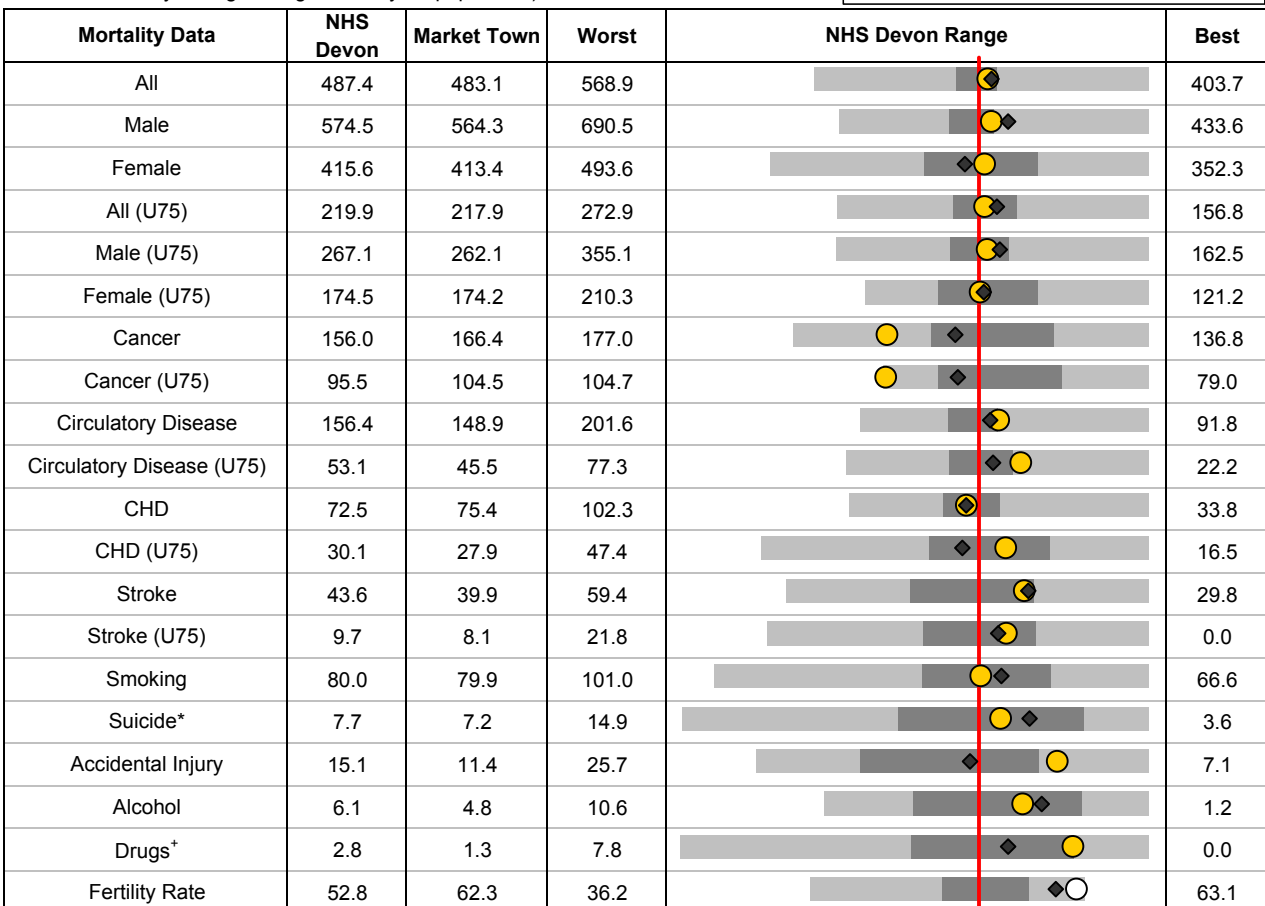 Mortality Data NHS Devon Market Town Worst NHS Devon Range Best
All 487.4 483.1 568.9 403.7
Male 574.5 564.3 690.5 433.6
Female 415.6 413.4 493.6 352.3
All (U75) 219.9 217.9 272.9 156.8
Male (U75) 267.1 262.1 355.1 162.5
Female (U75) 174.5 174.2 210.3 121.2
Cancer 156.0 166.4 177.0 136.8
Cancer (U75) 95.5 104.5 104.7 79.0
Circulatory Disease 156.4 148.9 201.6 91.8
Circulatory Disease (U75) 53.1 45.5 77.3 22.2
CHD 72.5 75.4 102.3 33.8
CHD (U75) 30.1 27.9 47.4 16.5
Stroke 43.6 39.9 59.4 29.8
Stroke (U75) 9.7 8.1 21.8 0.0
Smoking 80.0 79.9 101.0 66.6
Suicide* 7.7 7.2 14.9 3.6
Accidental Injury 15.1 11.4 25.7 7.1
Alcohol 6.1 4.8 10.6 1.2
Drugs+ 2.8 1.3 7.8 0.0
Fertility Rate 52.8 62.3 36.2 63.1